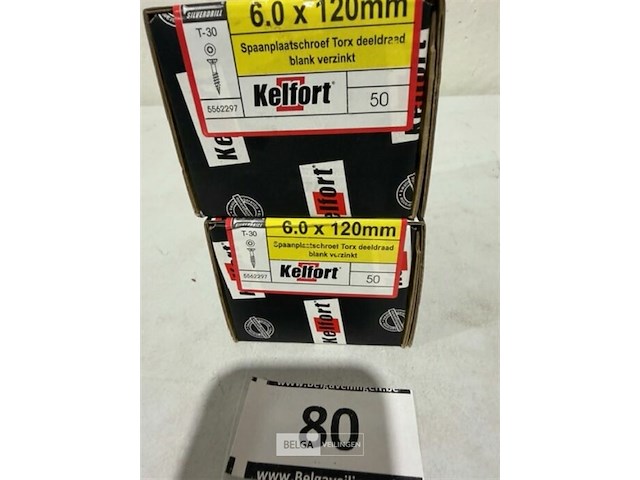 SILVERDRILL
6.0 x 120mm
T-30
Spaanplaatschroef Torx deeldraad
blank verzinkt
5562297
Kelfort
50
Kelfort
6.0 x 120mm
T-30
Spaanplaatschroef Torx deeldraad
blank verzinkt
5562297
Kelfort
50
Kelfort
Kelfort
www.Belgaveilingen.be
80
BELGA VEILINGEN